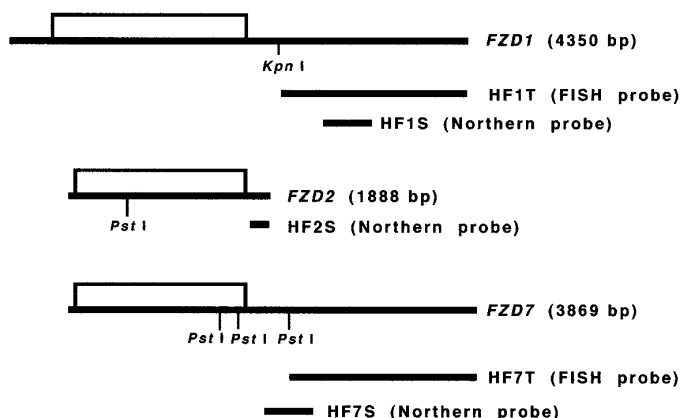 FZD1 (4350 bp)
Kpn I
HF1T (FISH probe)
HF1S (Northern probe)
FZD2 (1888 bp)
Pst I
HF2S (Northern probe)
FZD7 (3869 bp)
Pst I Pst I Pst I
HF7T (FISH probe)
HF7S (Northern probe)